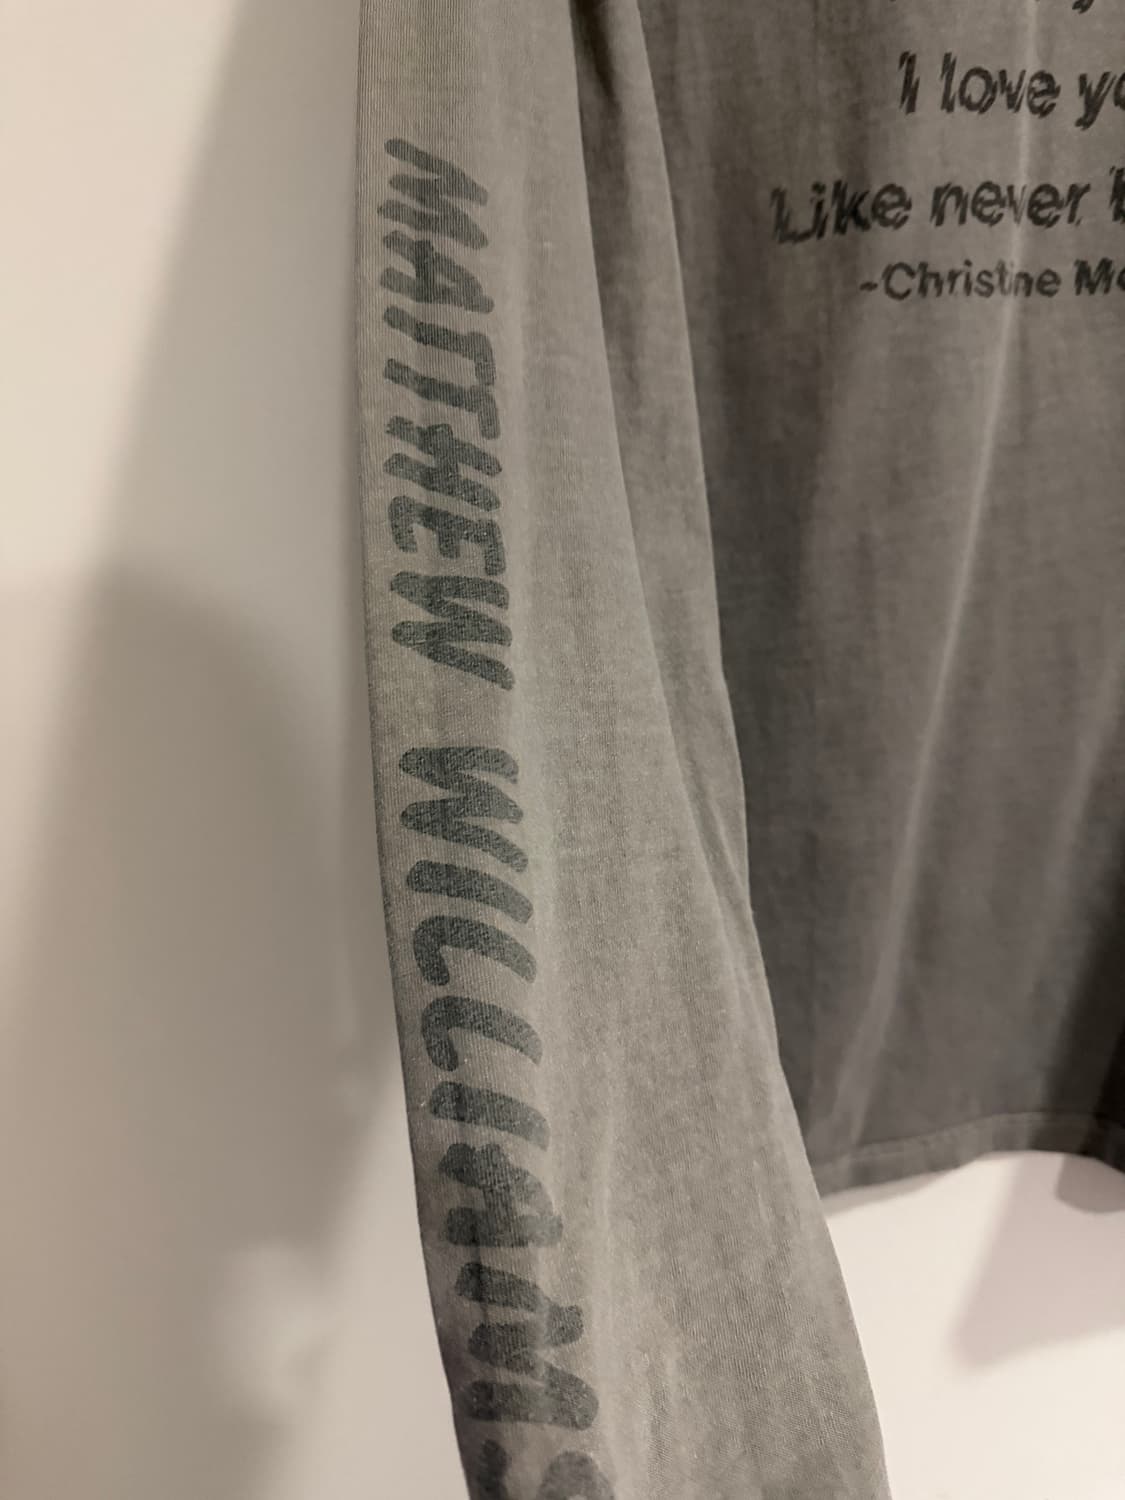 I love
Like never
~Christine
MATTHEW WILLIAMS